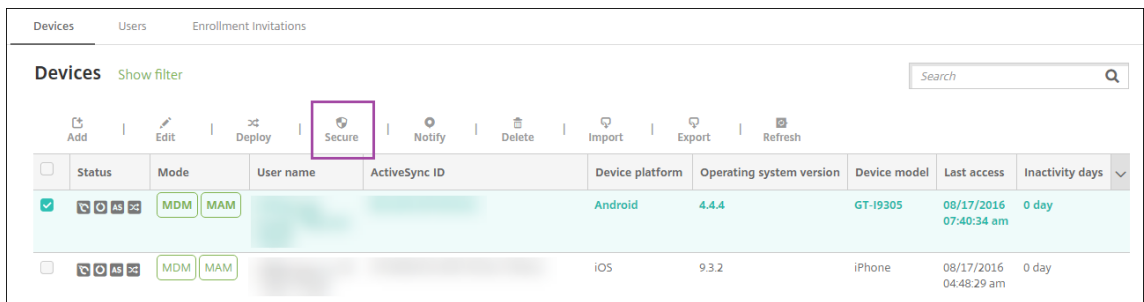 Devices Users Enrollment Invitations
Devices Show filter Search
Add | Edit | Deploy | Secure | Notify | Delete | Import | Export | Refresh
Status Mode User name ActiveSync ID Device platform Operating system version Device model Last access Inactivity days
AS MDM MAM Android 4.4.4 GT-I9305 08/17/2016 0 day
07:40:34 am
AS MDM MAM iOS 9.3.2 iPhone 08/17/2016 0 day
04:48:29 am